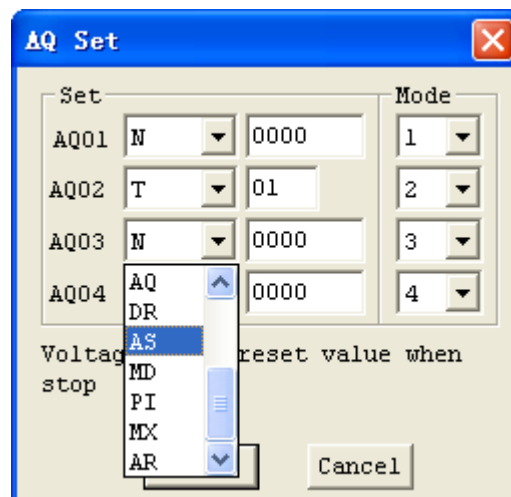 AQ Set
Set Mode
AQ01 N 0000 1
AQ02 T 01 2
AQ03 N 0000 3
AQ04 0000 4
AQ
DR
AS
MD
PI
MX
AR
reset value when
stop
Cancel